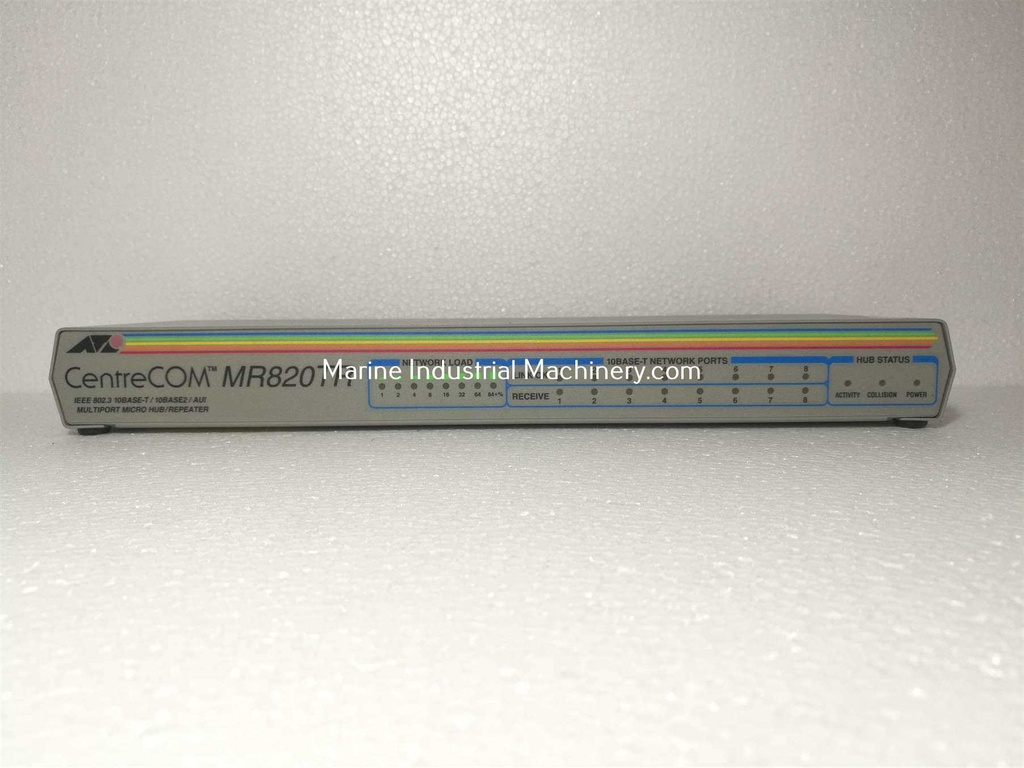 NETWORK LOAD
10BASE-T NETWORK PORTS
HUB STATUS
Marine Industrial Machinery.com
CentreCOM™ MR820TR
6 7 8
1 2 4 8 16 32 64 64+%
RECEIVE
1 2 3 4 5 6 7 8
ACTIVITY COLLISION POWER
IEEE 802.3 10BASE-T / 10BASE2 / AUI
MULTIPORT MICRO HUB/REPEATER